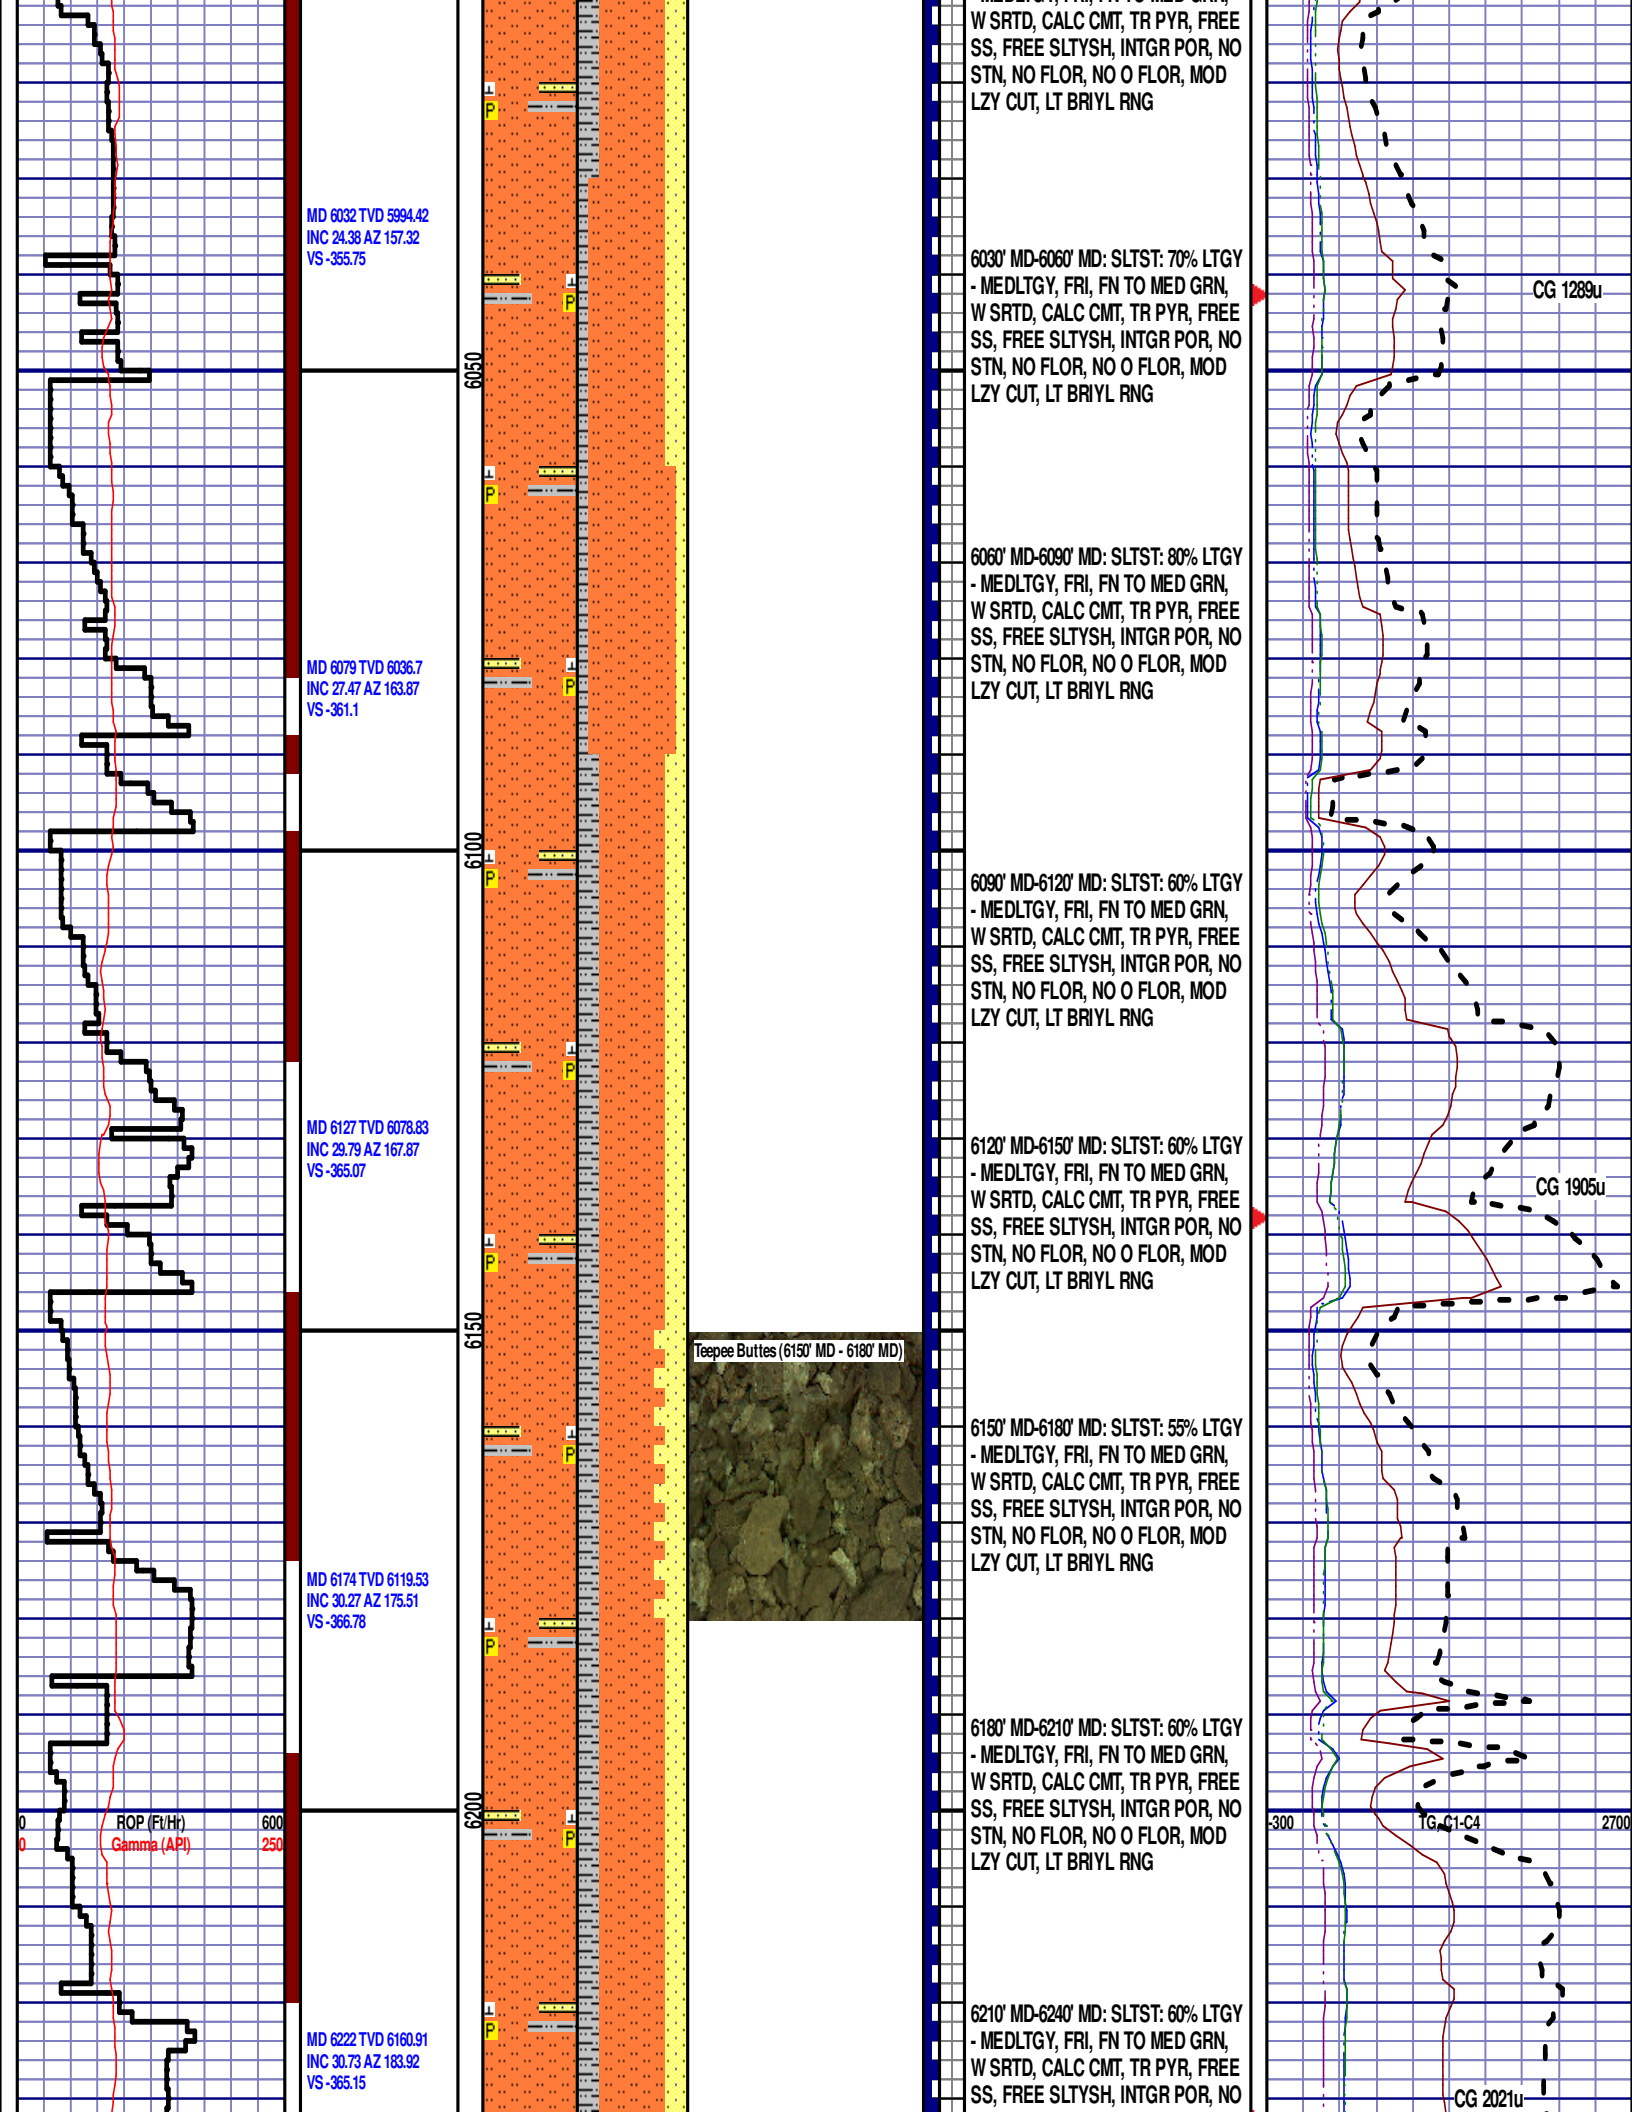 W SRTD, CALC CMT, TR PYR, FREE
SS, FREE SLTYSH, INTGR POR, NO
STN, NO FLOR, NO O FLOR, MOD
LZY CUT, LT BRIYL RNG
MD 6032 TVD 5994.42
INC 24.38 AZ 157.32
VS -355.75
6030' MD-6060' MD: SLTST: 70% LTGY
- MEDLTGY, FRI, FN TO MED GRN,
W SRTD, CALC CMT, TR PYR, FREE
SS, FREE SLTYSH, INTGR POR, NO
STN, NO FLOR, NO O FLOR, MOD
LZY CUT, LT BRIYL RNG
CG 1289u
6050
6060' MD-6090' MD: SLTST: 80% LTGY
- MEDLTGY, FRI, FN TO MED GRN,
W SRTD, CALC CMT, TR PYR, FREE
SS, FREE SLTYSH, INTGR POR, NO
STN, NO FLOR, NO O FLOR, MOD
LZY CUT, LT BRIYL RNG
MD 6079 TVD 6036.7
INC 27.47 AZ 163.87
VS -361.1
6100
6090' MD-6120' MD: SLTST: 60% LTGY
- MEDLTGY, FRI, FN TO MED GRN,
W SRTD, CALC CMT, TR PYR, FREE
SS, FREE SLTYSH, INTGR POR, NO
STN, NO FLOR, NO O FLOR, MOD
LZY CUT, LT BRIYL RNG
MD 6127 TVD 6078.83
INC 29.79 AZ 167.87
VS -365.07
6120' MD-6150' MD: SLTST: 60% LTGY
- MEDLTGY, FRI, FN TO MED GRN,
W SRTD, CALC CMT, TR PYR, FREE
SS, FREE SLTYSH, INTGR POR, NO
STN, NO FLOR, NO O FLOR, MOD
LZY CUT, LT BRIYL RNG
CG 1905u
6150
Teepee Buttes (6150' MD - 6180' MD)
6150' MD-6180' MD: SLTST: 55% LTGY
- MEDLTGY, FRI, FN TO MED GRN,
W SRTD, CALC CMT, TR PYR, FREE
SS, FREE SLTYSH, INTGR POR, NO
STN, NO FLOR, NO O FLOR, MOD
LZY CUT, LT BRIYL RNG
MD 6174 TVD 6119.53
INC 30.27 AZ 175.51
VS -366.78
6180' MD-6210' MD: SLTST: 60% LTGY
- MEDLTGY, FRI, FN TO MED GRN,
W SRTD, CALC CMT, TR PYR, FREE
SS, FREE SLTYSH, INTGR POR, NO
STN, NO FLOR, NO O FLOR, MOD
LZY CUT, LT BRIYL RNG
6200
0 ROP (Ft/Hr) 600
0 Gamma (API) 250
-300 TG, C1-C4 2700
MD 6222 TVD 6160.91
INC 30.73 AZ 183.92
VS -365.15
6210' MD-6240' MD: SLTST: 60% LTGY
- MEDLTGY, FRI, FN TO MED GRN,
W SRTD, CALC CMT, TR PYR, FREE
SS, FREE SLTYSH, INTGR POR, NO
CG 2021u
P
P
P
P
P
P
P
P
P
P
P